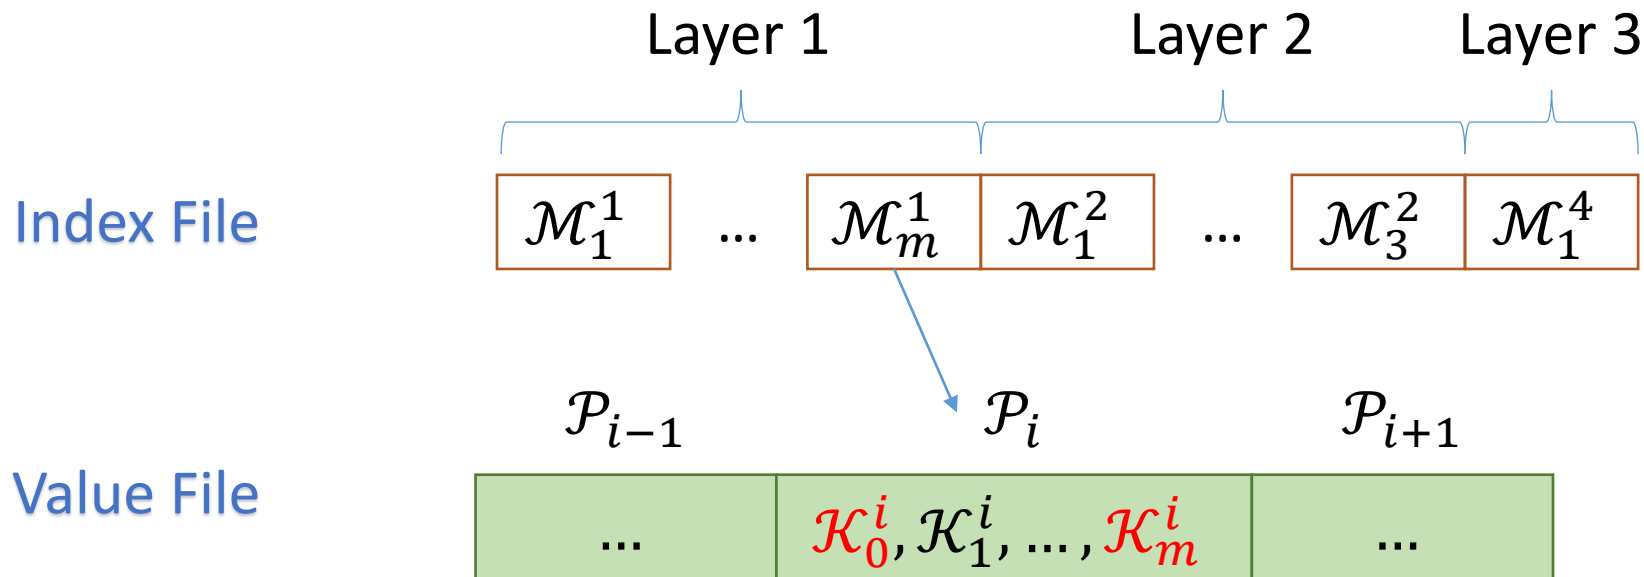 Layer 1 Layer 2 Layer 3
Index File 𝓜₁¹ … 𝓜ₘ¹ 𝓜₁² … 𝓜₃² 𝓜₁⁴
𝒫ᵢ₋₁ 𝒫ᵢ 𝒫ᵢ₊₁
Value File … 𝒦₀ⁱ, 𝒦₁ⁱ, … , 𝒦ₘⁱ …